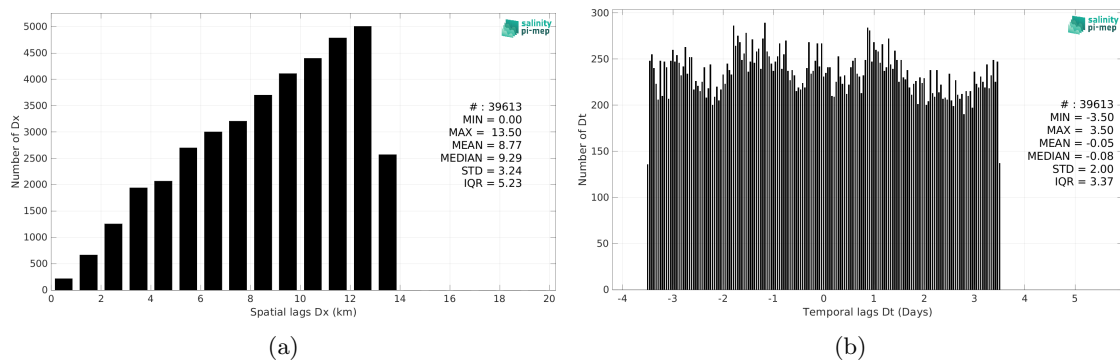 5000
4500
4000
3500
3000
2500
2000
1500
1000
500
0
Number of Dx
0 2 4 6 8 10 12 14 16 18 20
Spatial lags Dx (km)
salinity
pi-mep
# : 39613
MIN = 0.00
MAX = 13.50
MEAN = 8.77
MEDIAN = 9.29
STD = 3.24
IQR = 5.23
(a)
300
250
200
150
100
50
0
Number of Dt
-4 -3 -2 -1 0 1 2 3 4 5
Temporal lags Dt (Days)
salinity
pi-mep
# : 39613
MIN = -3.50
MAX = 3.50
MEAN = -0.05
MEDIAN = -0.08
STD = 2.00
IQR = 3.37
(b)